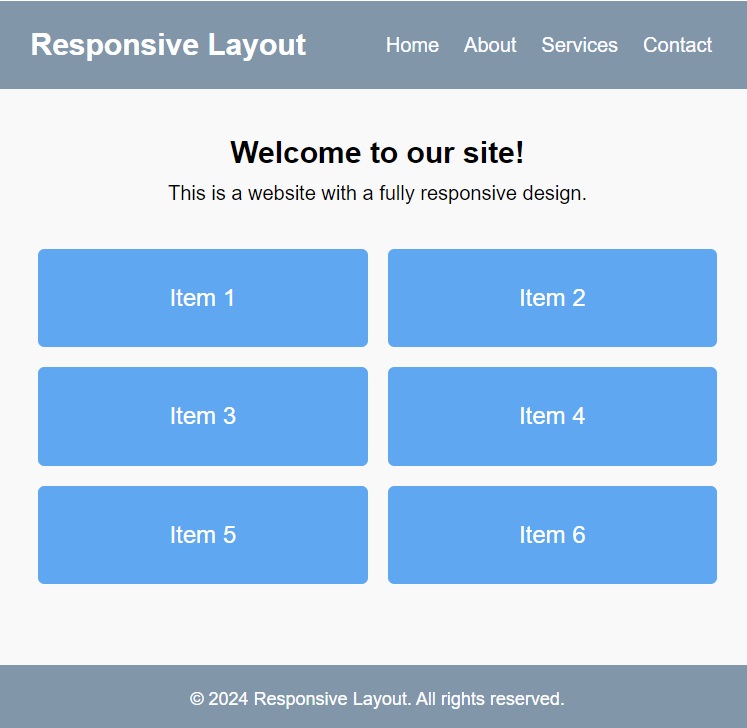 Responsive Layout
Home About Services Contact
Welcome to our site!
This is a website with a fully responsive design.
Item 1
Item 2
Item 3
Item 4
Item 5
Item 6
© 2024 Responsive Layout. All rights reserved.